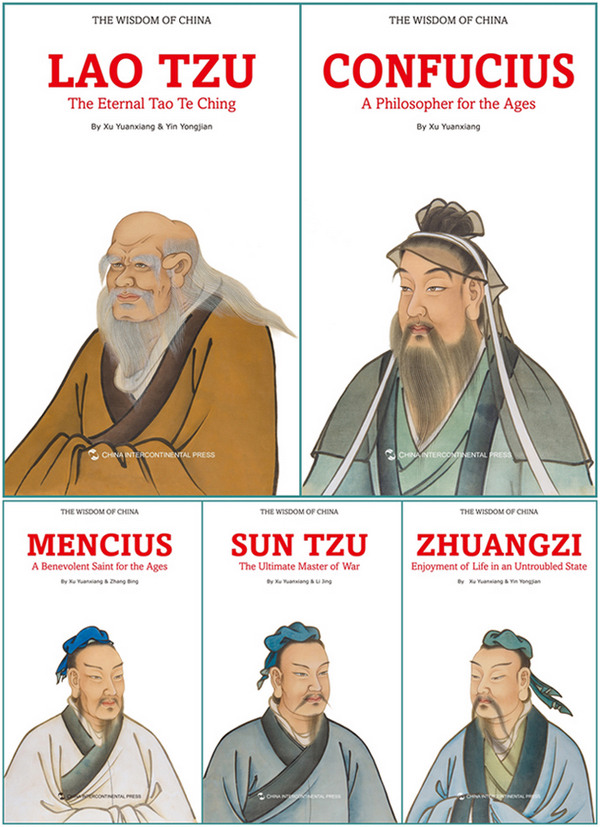 THE WISDOM OF CHINA
LAO TZU
The Eternal Tao Te Ching
By Xu Yuanxiang & Yin Yongjian
CHINA INTERCONTINENTAL PRESS
THE WISDOM OF CHINA
CONFUCIUS
A Philosopher for the Ages
By Xu Yuanxiang
CHINA INTERCONTINENTAL PRESS
THE WISDOM OF CHINA
MENCIUS
A Benevolent Saint for the Ages
By Xu Yuanxiang & Zhang Bing
CHINA INTERCONTINENTAL PRESS
THE WISDOM OF CHINA
SUN TZU
The Ultimate Master of War
By Xu Yuanxiang & Li Jing
CHINA INTERCONTINENTAL PRESS
THE WISDOM OF CHINA
ZHUANGZI
Enjoyment of Life in an Untroubled State
By Xu Yuanxiang & Yin Yongjian
CHINA INTERCONTINENTAL PRESS